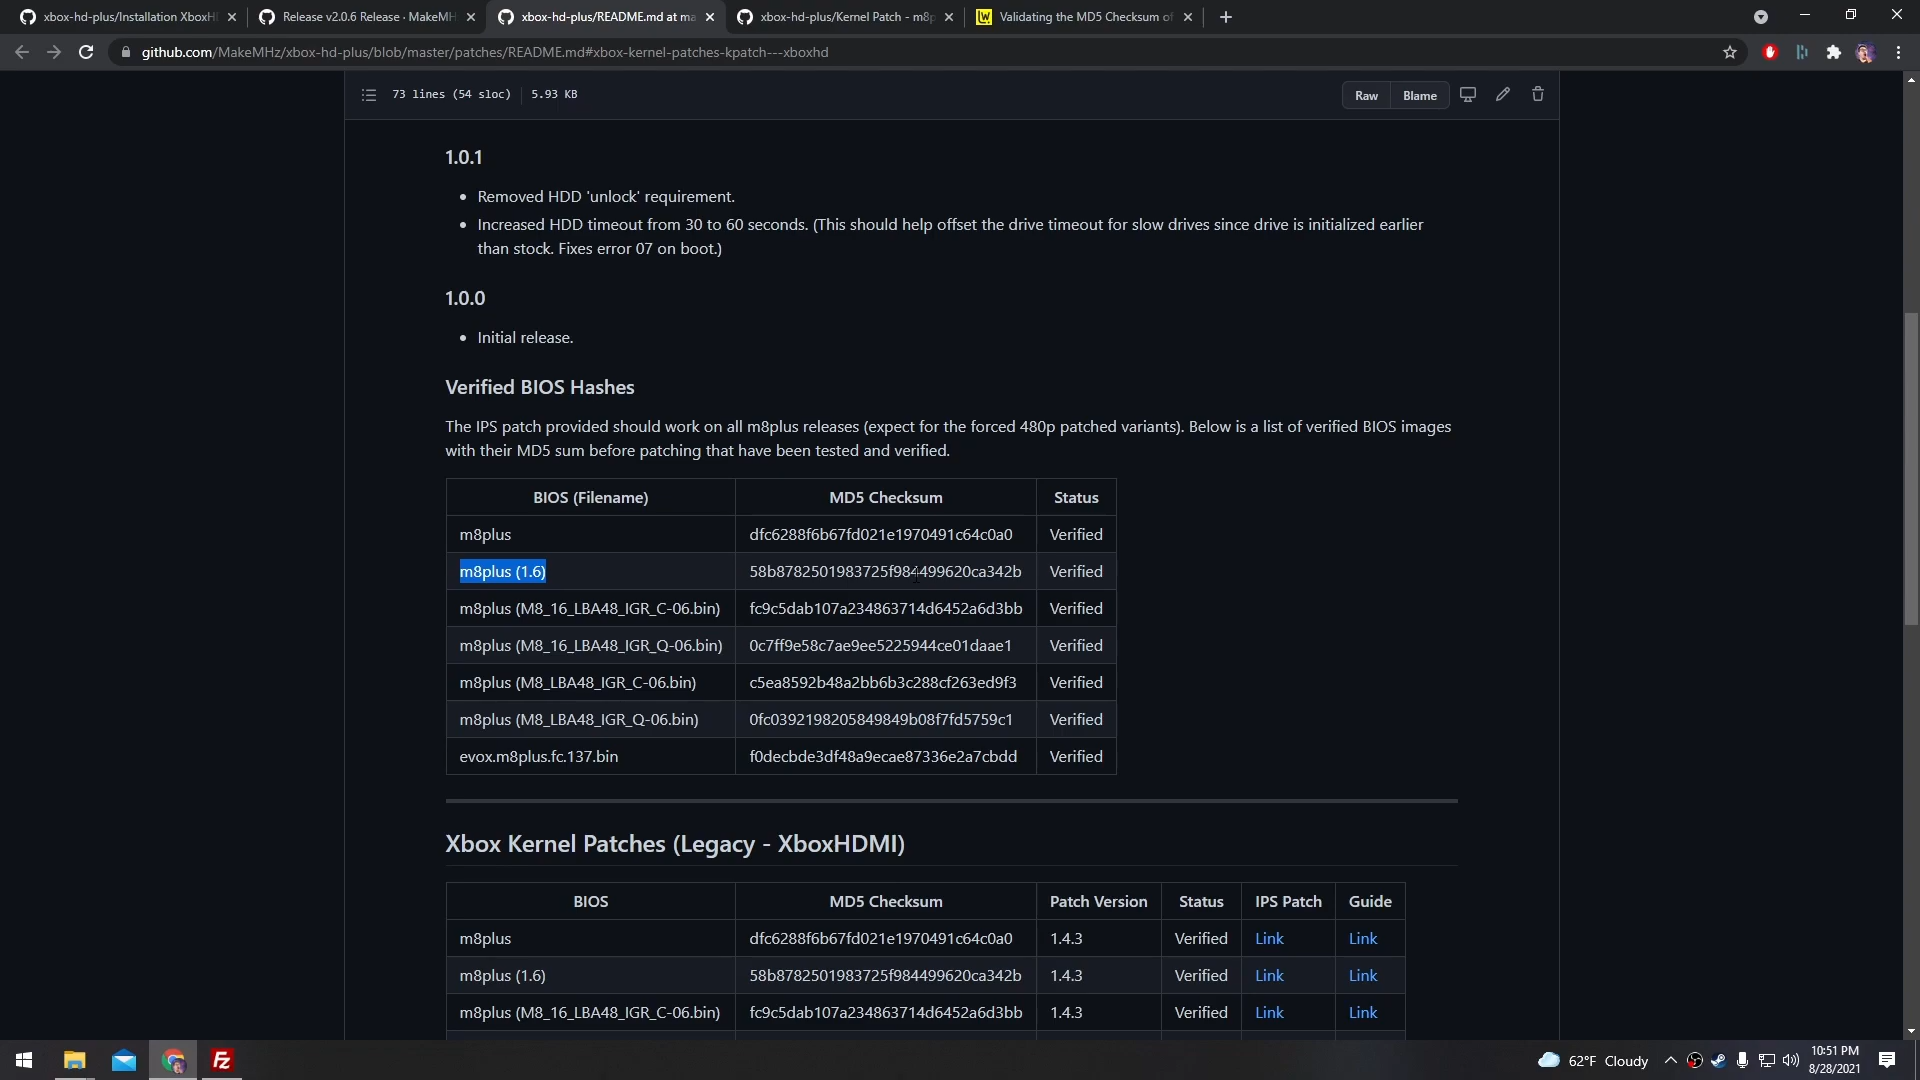 xbox-hd-plus/Installation XboxH
Release v2.0.6 Release · MakeMH
xbox-hd-plus/README.md at ma
xbox-hd-plus/Kernel Patch - m8p
Validating the MD5 Checksum of
github.com/MakeMHz/xbox-hd-plus/blob/master/patches/README.md#xbox-kernel-patches-kpatch---xboxhd
73 lines (54 sloc) 5.93 KB
Raw Blame
1.0.1
• Removed HDD 'unlock' requirement.
• Increased HDD timeout from 30 to 60 seconds. (This should help offset the drive timeout for slow drives since drive is initialized earlier
than stock. Fixes error 07 on boot.)
1.0.0
• Initial release.
Verified BIOS Hashes
The IPS patch provided should work on all m8plus releases (expect for the forced 480p patched variants). Below is a list of verified BIOS images
with their MD5 sum before patching that have been tested and verified.
BIOS (Filename) MD5 Checksum Status
m8plus dfc6288f6b67fd021e1970491c64c0a0 Verified
m8plus (1.6) 58b8782501983725f984499620ca342b Verified
m8plus (M8_16_LBA48_IGR_C-06.bin) fc9c5dab107a234863714d6452a6d3bb Verified
m8plus (M8_16_LBA48_IGR_Q-06.bin) 0c7ff9e58c7ae9ee5225944ce01daae1 Verified
m8plus (M8_LBA48_IGR_C-06.bin) c5ea8592b48a2bb6b3c288cf263ed9f3 Verified
m8plus (M8_LBA48_IGR_Q-06.bin) 0fc0392198205849849b08f7fd5759c1 Verified
evox.m8plus.fc.137.bin f0decbde3df48a9ecae87336e2a7cbdd Verified
Xbox Kernel Patches (Legacy - XboxHDMI)
BIOS MD5 Checksum Patch Version Status IPS Patch Guide
m8plus dfc6288f6b67fd021e1970491c64c0a0 1.4.3 Verified Link Link
m8plus (1.6) 58b8782501983725f984499620ca342b 1.4.3 Verified Link Link
m8plus (M8_16_LBA48_IGR_C-06.bin) fc9c5dab107a234863714d6452a6d3bb 1.4.3 Verified Link Link
62°F Cloudy
10:51 PM
8/28/2021